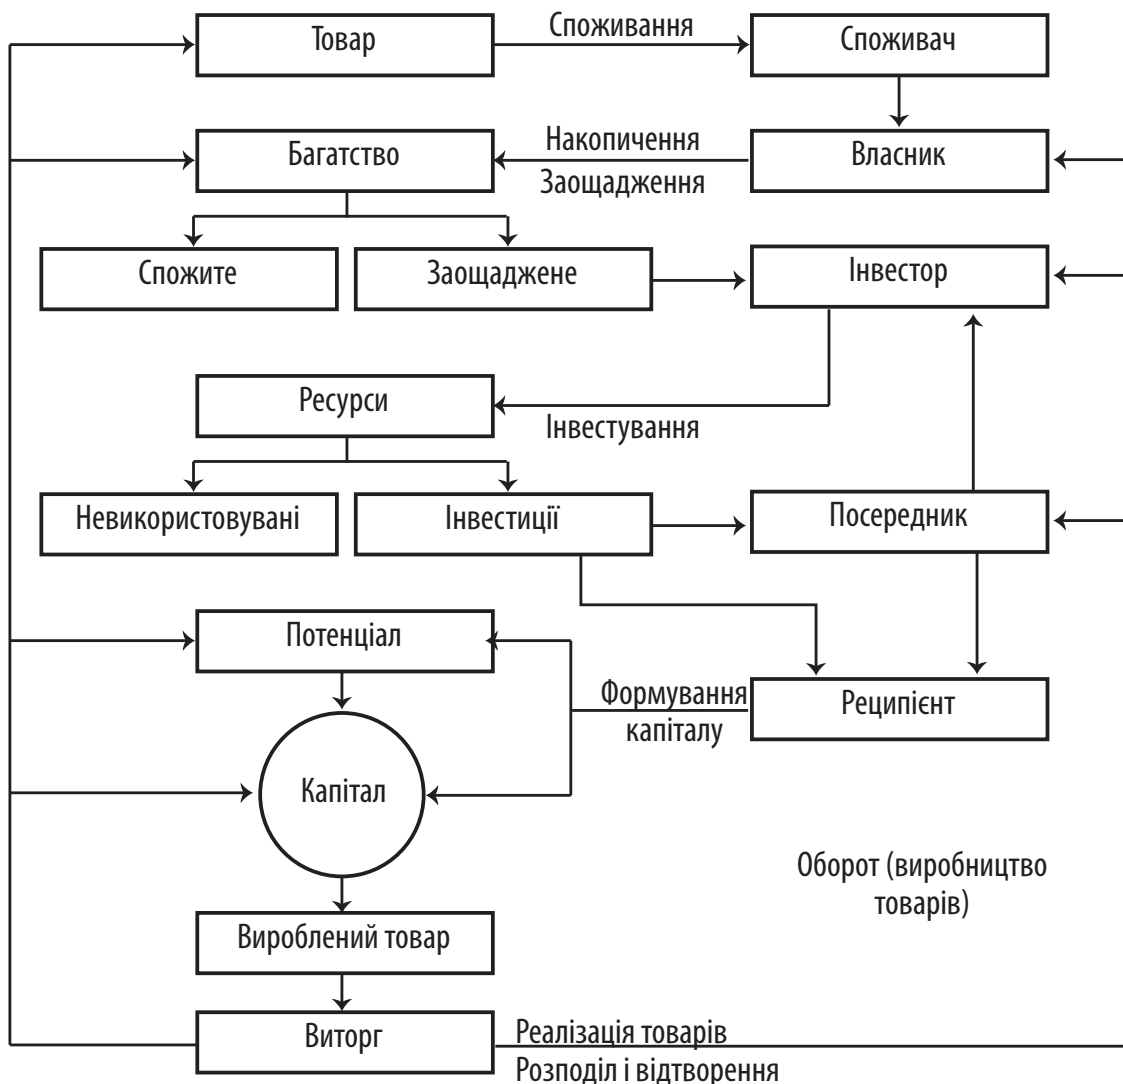 Товар
Споживання
Споживач
Багатство
Накопичення
Заощадження
Власник
Спожите
Заощаджене
Інвестор
Ресурси
Інвестування
Невикористовувані
Інвестиції
Посередник
Потенціал
Формування
капіталу
Реципієнт
Капітал
Оборот (виробництво
товарів)
Вироблений товар
Виторг
Реалізація товарів
Розподіл і відтворення